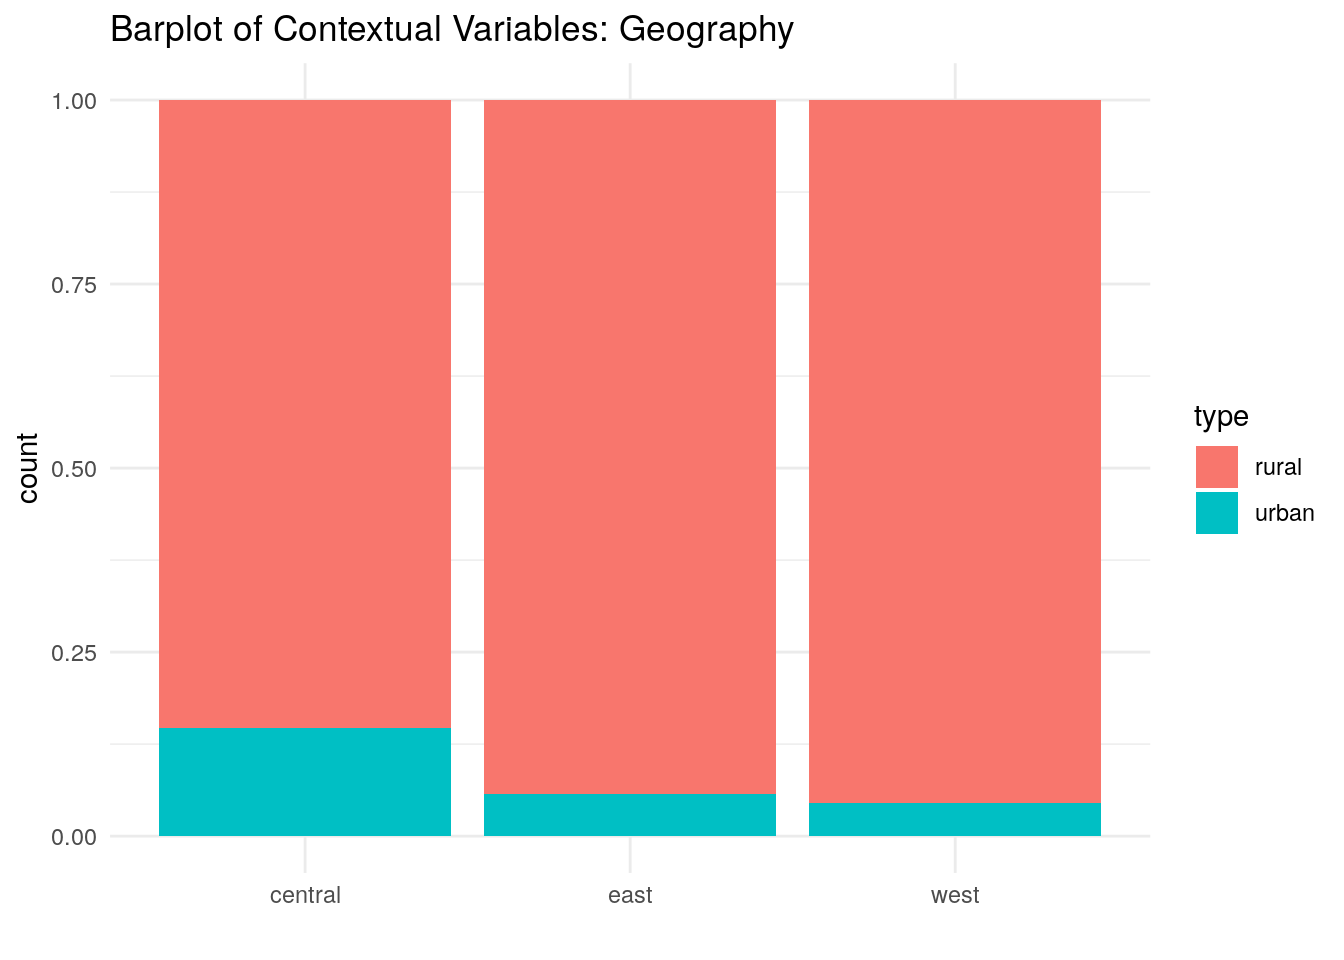 Barplot of Contextual Variables: Geography
1.00
0.75
0.50
0.25
0.00
count
central east west
type
rural
urban